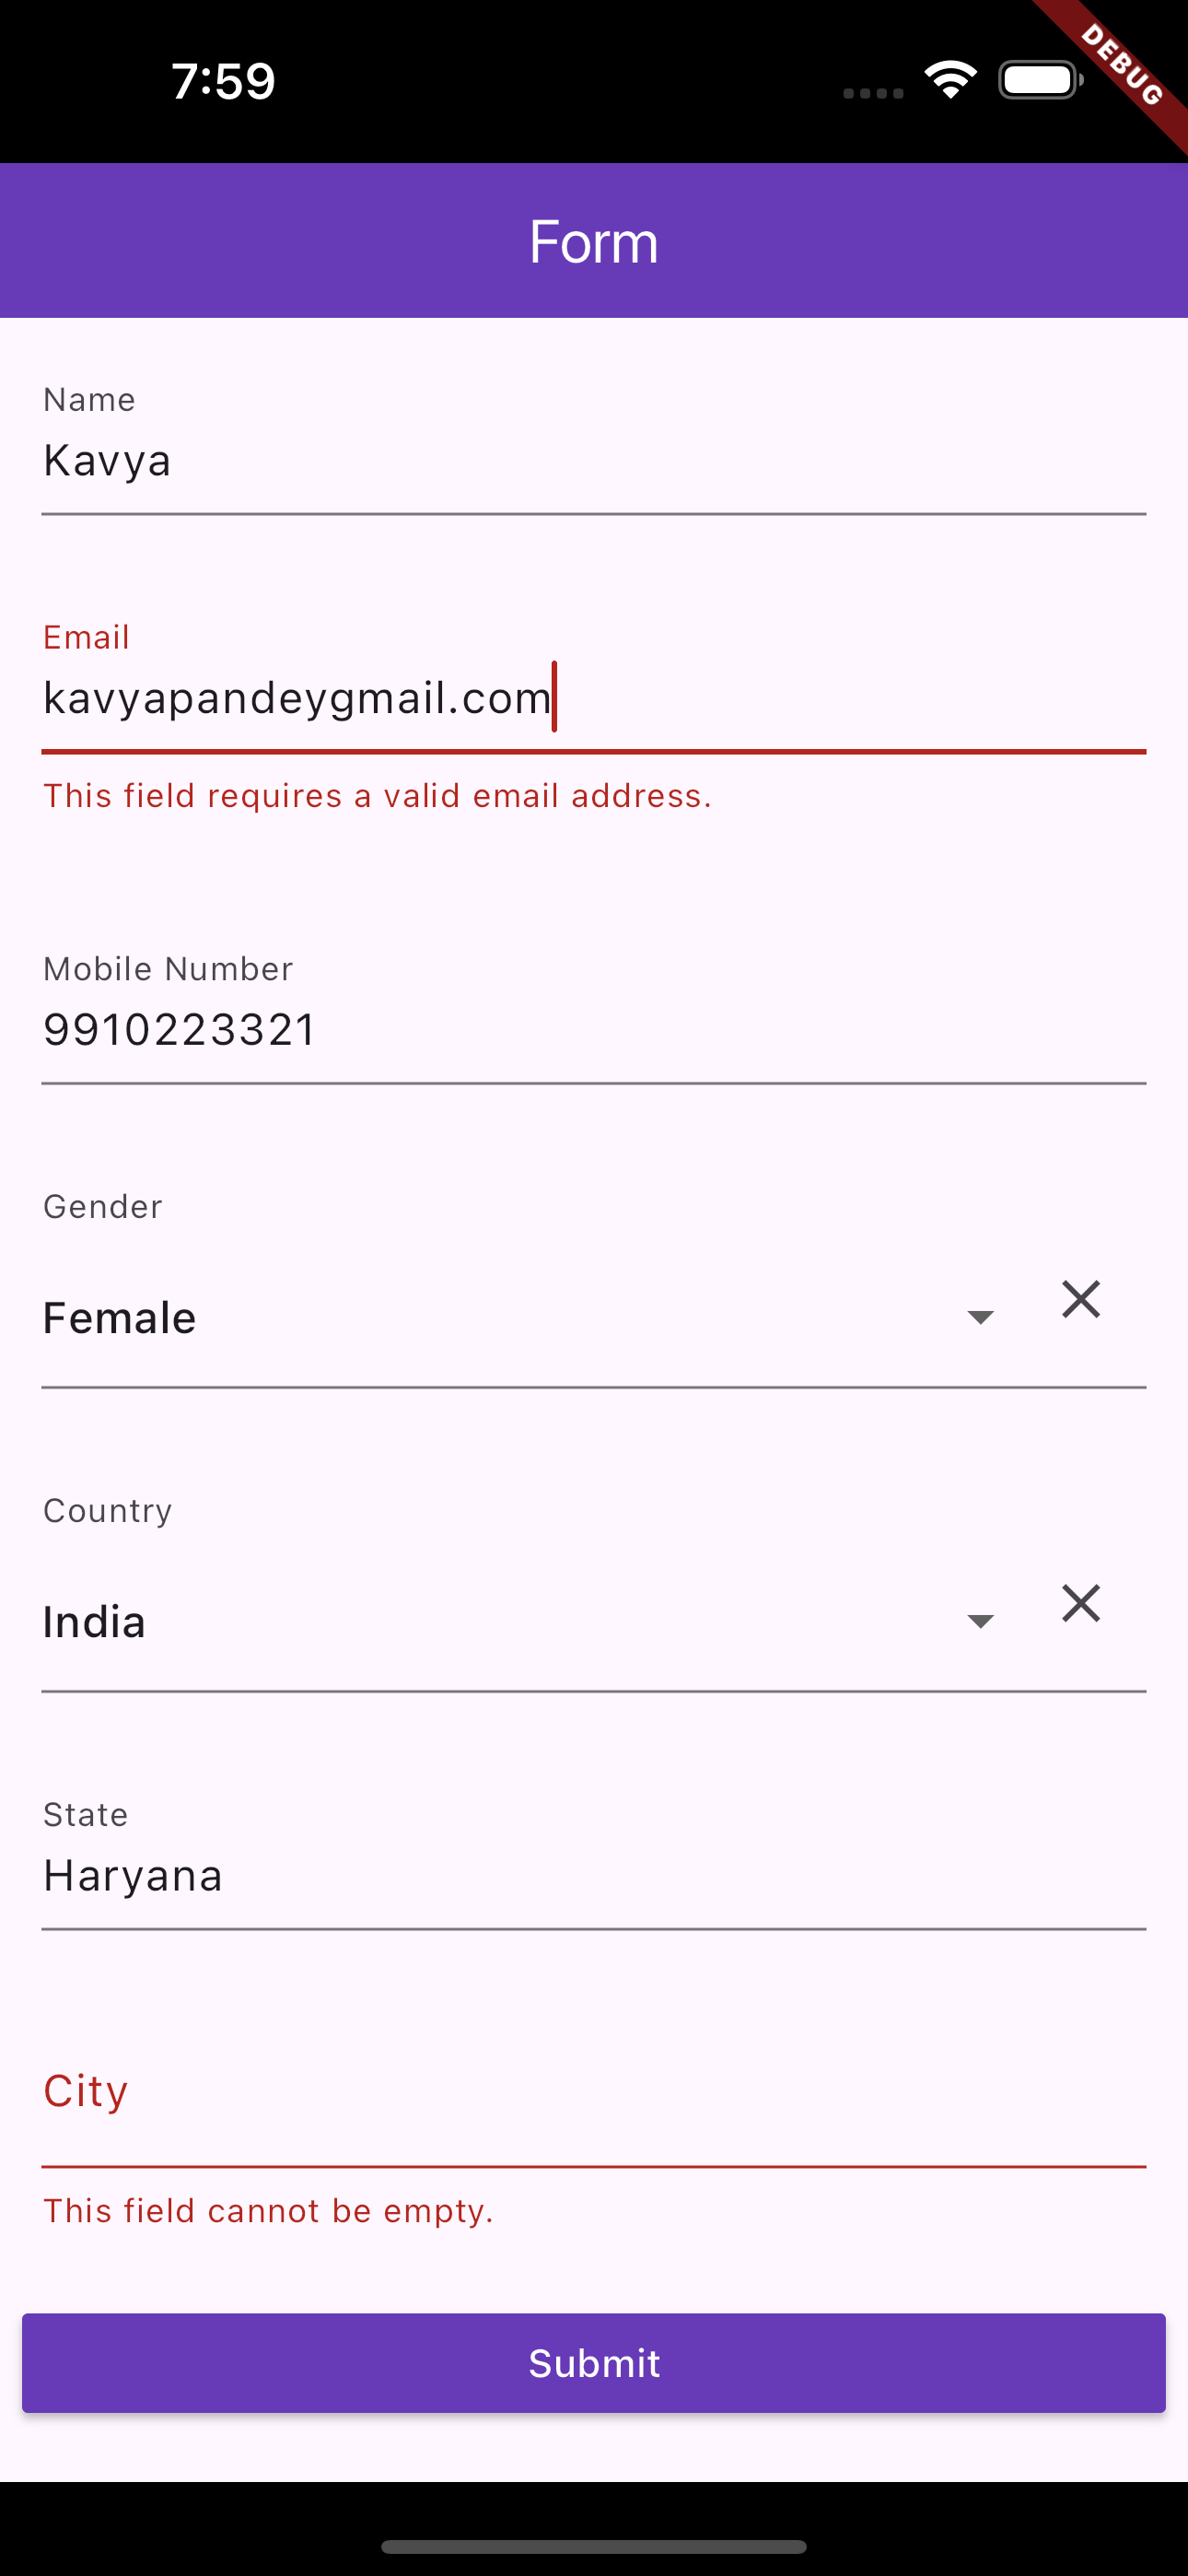 7:59
DEBUG
Form
Name
Kavya
Email
kavyapandeygmail.com
This field requires a valid email address.
Mobile Number
9910223321
Gender
Female
Country
India
State
Haryana
City
This field cannot be empty.
Submit